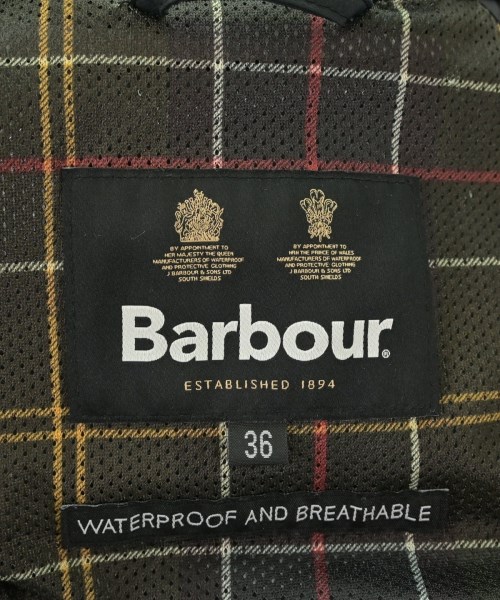 BY APPOINTMENT TO
HER MAJESTY THE QUEEN
MANUFACTURERS OF WATERPROOF
AND PROTECTIVE CLOTHING
J. BARBOUR & SONS LTD
SOUTH SHIELDS
BY APPOINTMENT TO
HRH THE PRINCE OF WALES
MANUFACTURERS OF WATERPROOF
AND PROTECTIVE CLOTHING
J. BARBOUR & SONS LTD
SOUTH SHIELDS
Barbour®
ESTABLISHED 1894
36
WATERPROOF AND BREATHABLE